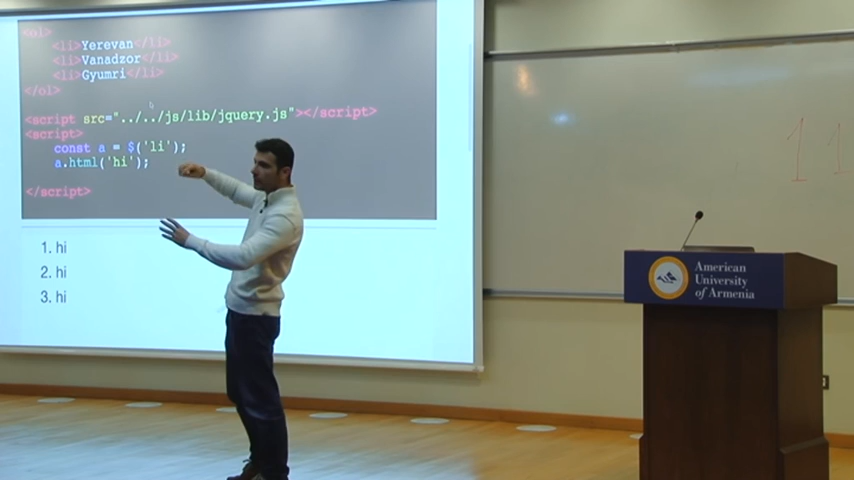 <ol>
<li>Yerevan</li>
<li>Vanadzor</li>
<li>Gyumri</li>
</ol>
<script src="../../js/lib/jquery.js"></script>
<script>
const a = $('li');
a.html('hi');
</script>
1. hi
2. hi
3. hi
American
University
of Armenia
11